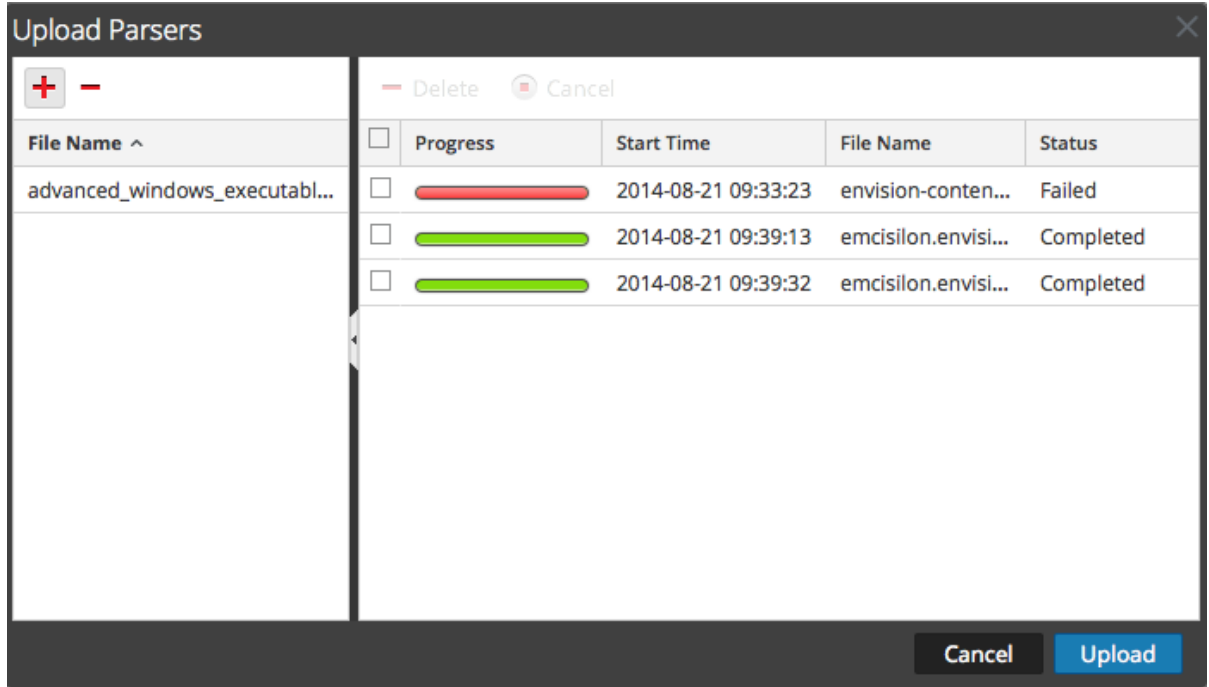 Upload Parsers
Delete Cancel
File Name Progress Start Time File Name Status
advanced_windows_executabl... 2014-08-21 09:33:23 envision-conten... Failed
2014-08-21 09:39:13 emcisilon.envisi... Completed
2014-08-21 09:39:32 emcisilon.envisi... Completed
Cancel Upload